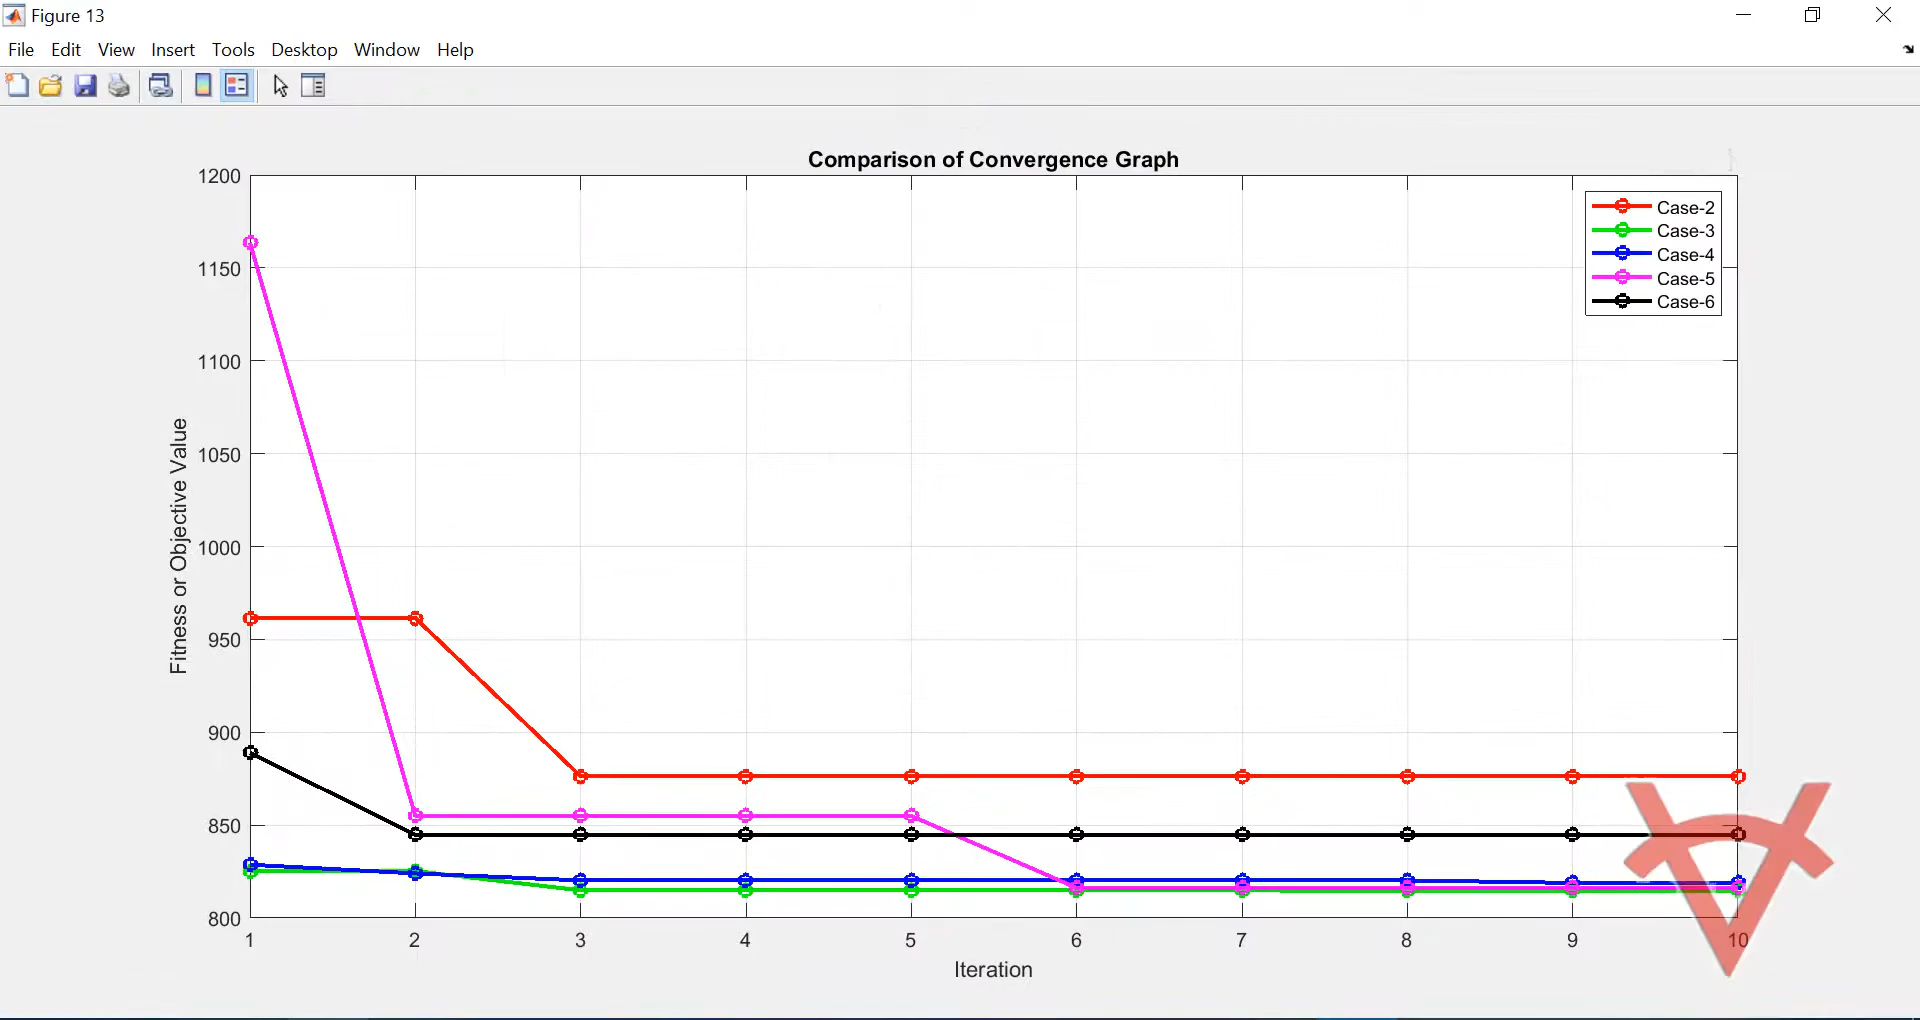 Figure 13
File Edit View Insert Tools Desktop Window Help
Comparison of Convergence Graph
1200
1150
1100
1050
1000
950
900
850
800
Fitness or Objective Value
Case-2
Case-3
Case-4
Case-5
Case-6
1 2 3 4 5 6 7 8 9 10
Iteration